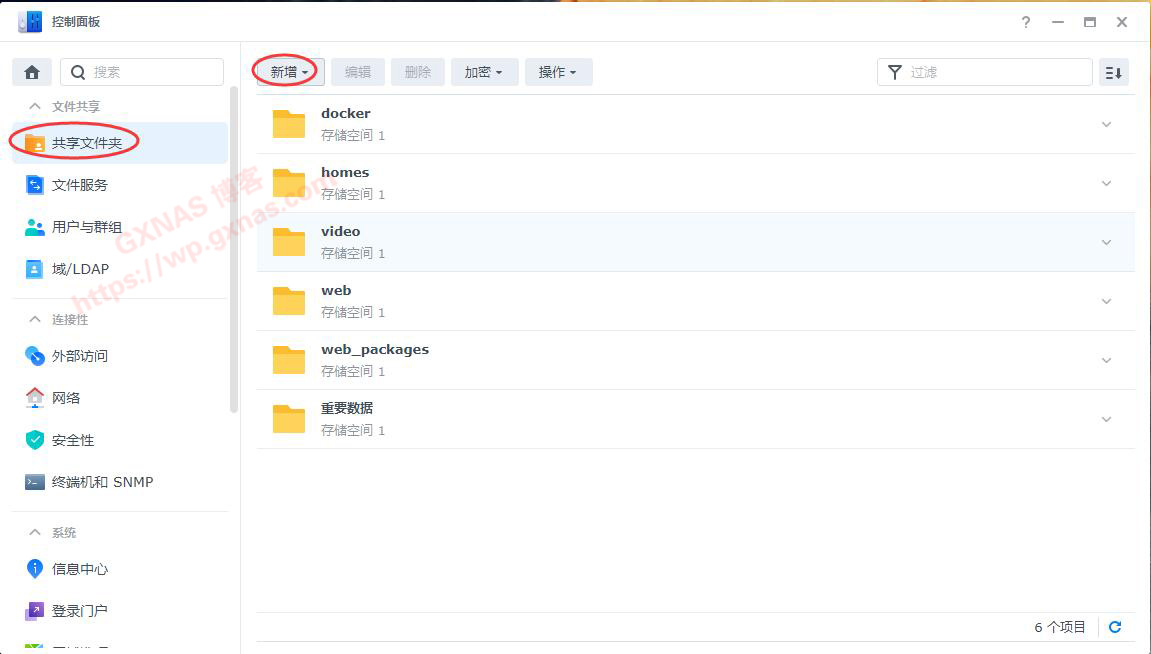 控制面板
?
搜索
新增
编辑
删除
加密
操作
过滤
文件共享
共享文件夹
文件服务
用户与群组
域/LDAP
连接性
外部访问
网络
安全性
终端机和 SNMP
系统
信息中心
登录门户
docker
存储空间 1
homes
存储空间 1
video
存储空间 1
web
存储空间 1
web_packages
存储空间 1
重要数据
存储空间 1
6 个项目
GXNAS 博客
https://wp.gxnas.com